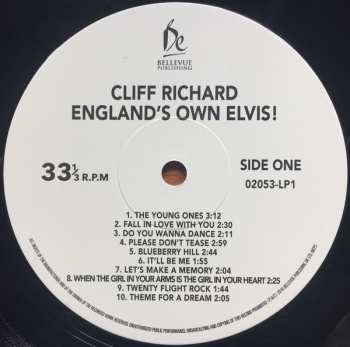 Be
BELLEVUE
PUBLISHING
CLIFF RICHARD
ENGLAND'S OWN ELVIS!
33 1/3 R.P.M
SIDE ONE
02053-LP1
1. THE YOUNG ONES 3:12
2. FALL IN LOVE WITH YOU 2:30
3. DO YOU WANNA DANCE 2:11
4. PLEASE DON'T TEASE 2:59
5. BLUEBERRY HILL 2:44
6. IT'LL BE ME 1:55
7. LET'S MAKE A MEMORY 2:04
8. WHEN THE GIRL IN YOUR ARMS IS THE GIRL IN YOUR HEART 2:25
9. TWENTY FLIGHT ROCK 1:44
10. THEME FOR A DREAM 2:05